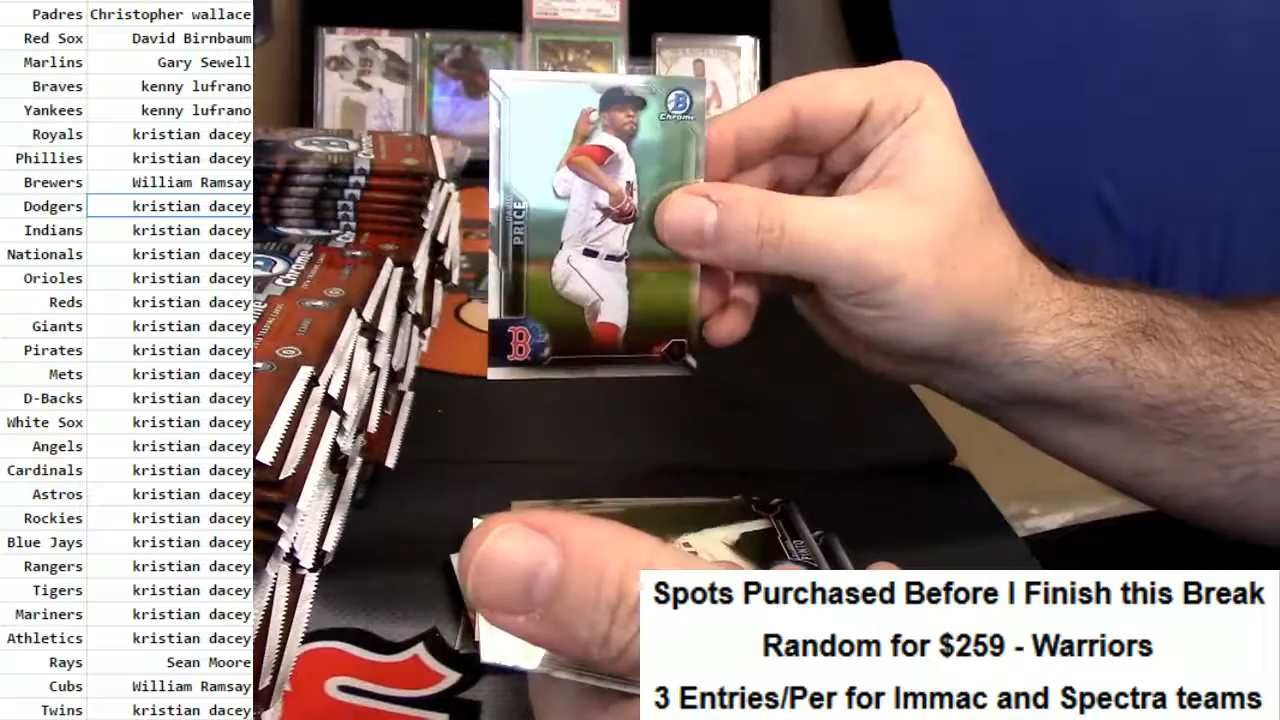 Padres Christopher wallace
Red Sox David Birnbaum
Marlins Gary Sewell
Braves kenny lufrano
Yankees kenny lufrano
Royals kristian dacey
Phillies kristian dacey
Brewers William Ramsay
Dodgers kristian dacey
Indians kristian dacey
Nationals kristian dacey
Orioles kristian dacey
Reds kristian dacey
Giants kristian dacey
Pirates kristian dacey
Mets kristian dacey
D-Backs kristian dacey
White Sox kristian dacey
Angels kristian dacey
Cardinals kristian dacey
Astros kristian dacey
Rockies kristian dacey
Blue Jays kristian dacey
Rangers kristian dacey
Tigers kristian dacey
Mariners kristian dacey
Athletics kristian dacey
Rays Sean Moore
Cubs William Ramsay
Twins kristian dacey
B
Chrome
DAVID
PRICE
B
Chrome
PINTO
Spots Purchased Before I Finish this Break
Random for $259 - Warriors
3 Entries/Per for Immac and Spectra teams